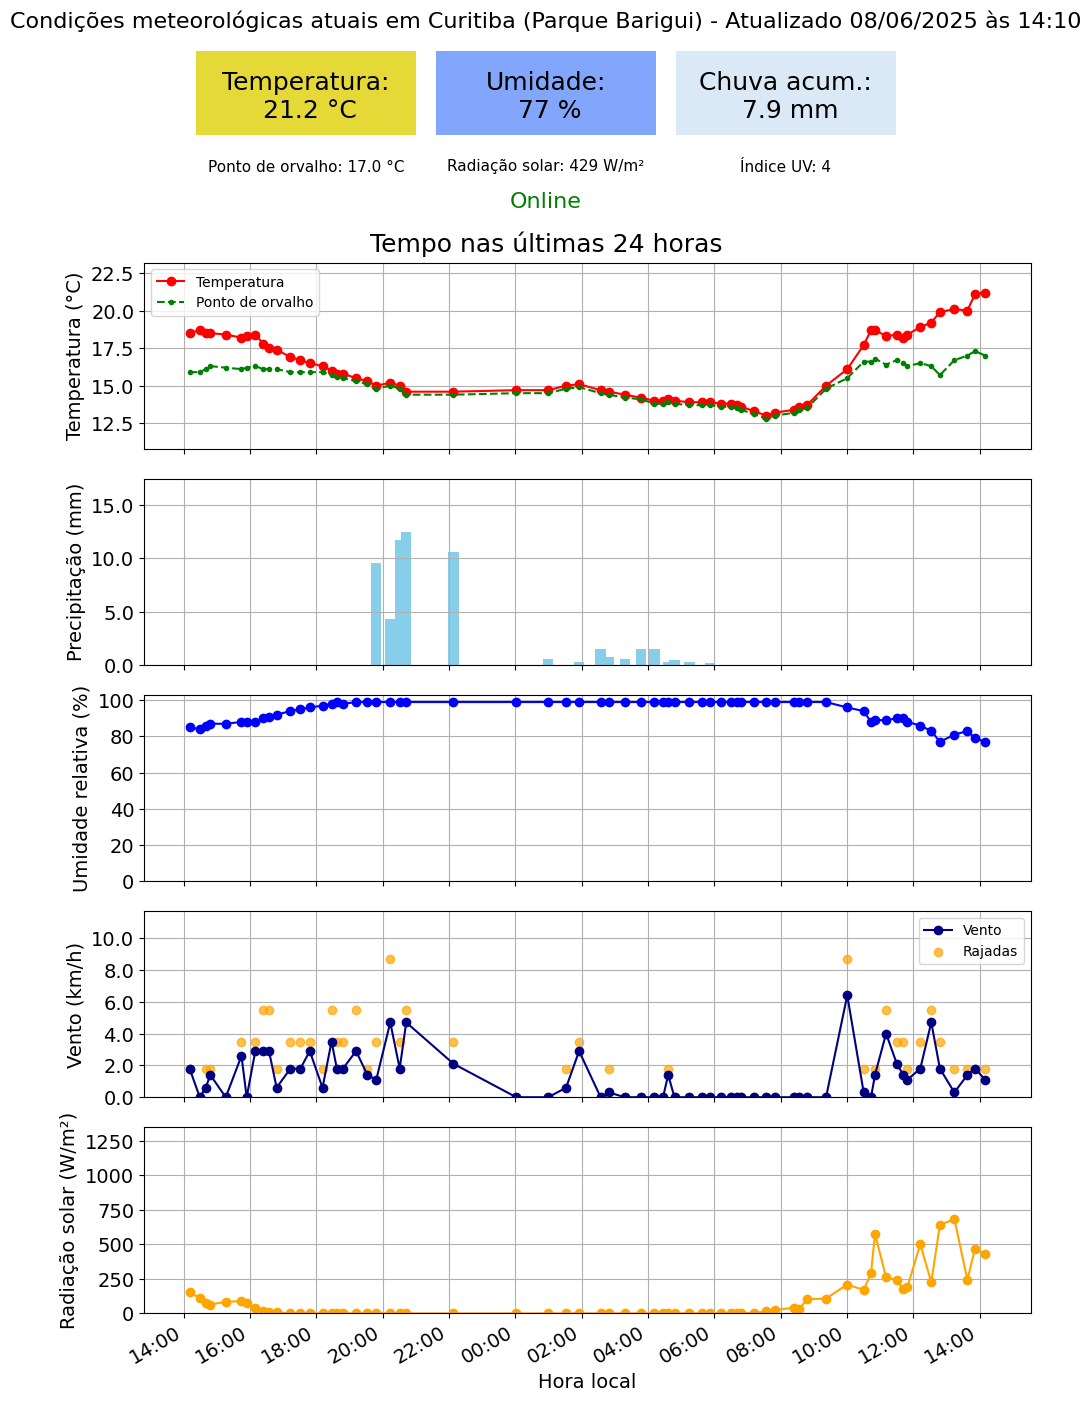 Condições meteorológicas atuais em Curitiba (Parque Barigui) - Atualizado 08/06/2025 às 14:10
Temperatura:
21.2 °C
Umidade:
77 %
Chuva acum.:
7.9 mm
Ponto de orvalho: 17.0 °C
Radiação solar: 429 W/m²
Índice UV: 4
Online
Tempo nas últimas 24 horas
Temperatura (°C)
22.5
20.0
17.5
15.0
12.5
Temperatura
Ponto de orvalho
Precipitação (mm)
15.0
10.0
5.0
0.0
Umidade relativa (%)
100
80
60
40
20
0
Vento (km/h)
10.0
8.0
6.0
4.0
2.0
0.0
Vento
Rajadas
Radiação solar (W/m²)
1250
1000
750
500
250
0
14:00
16:00
18:00
20:00
22:00
00:00
02:00
04:00
06:00
08:00
10:00
12:00
14:00
Hora local